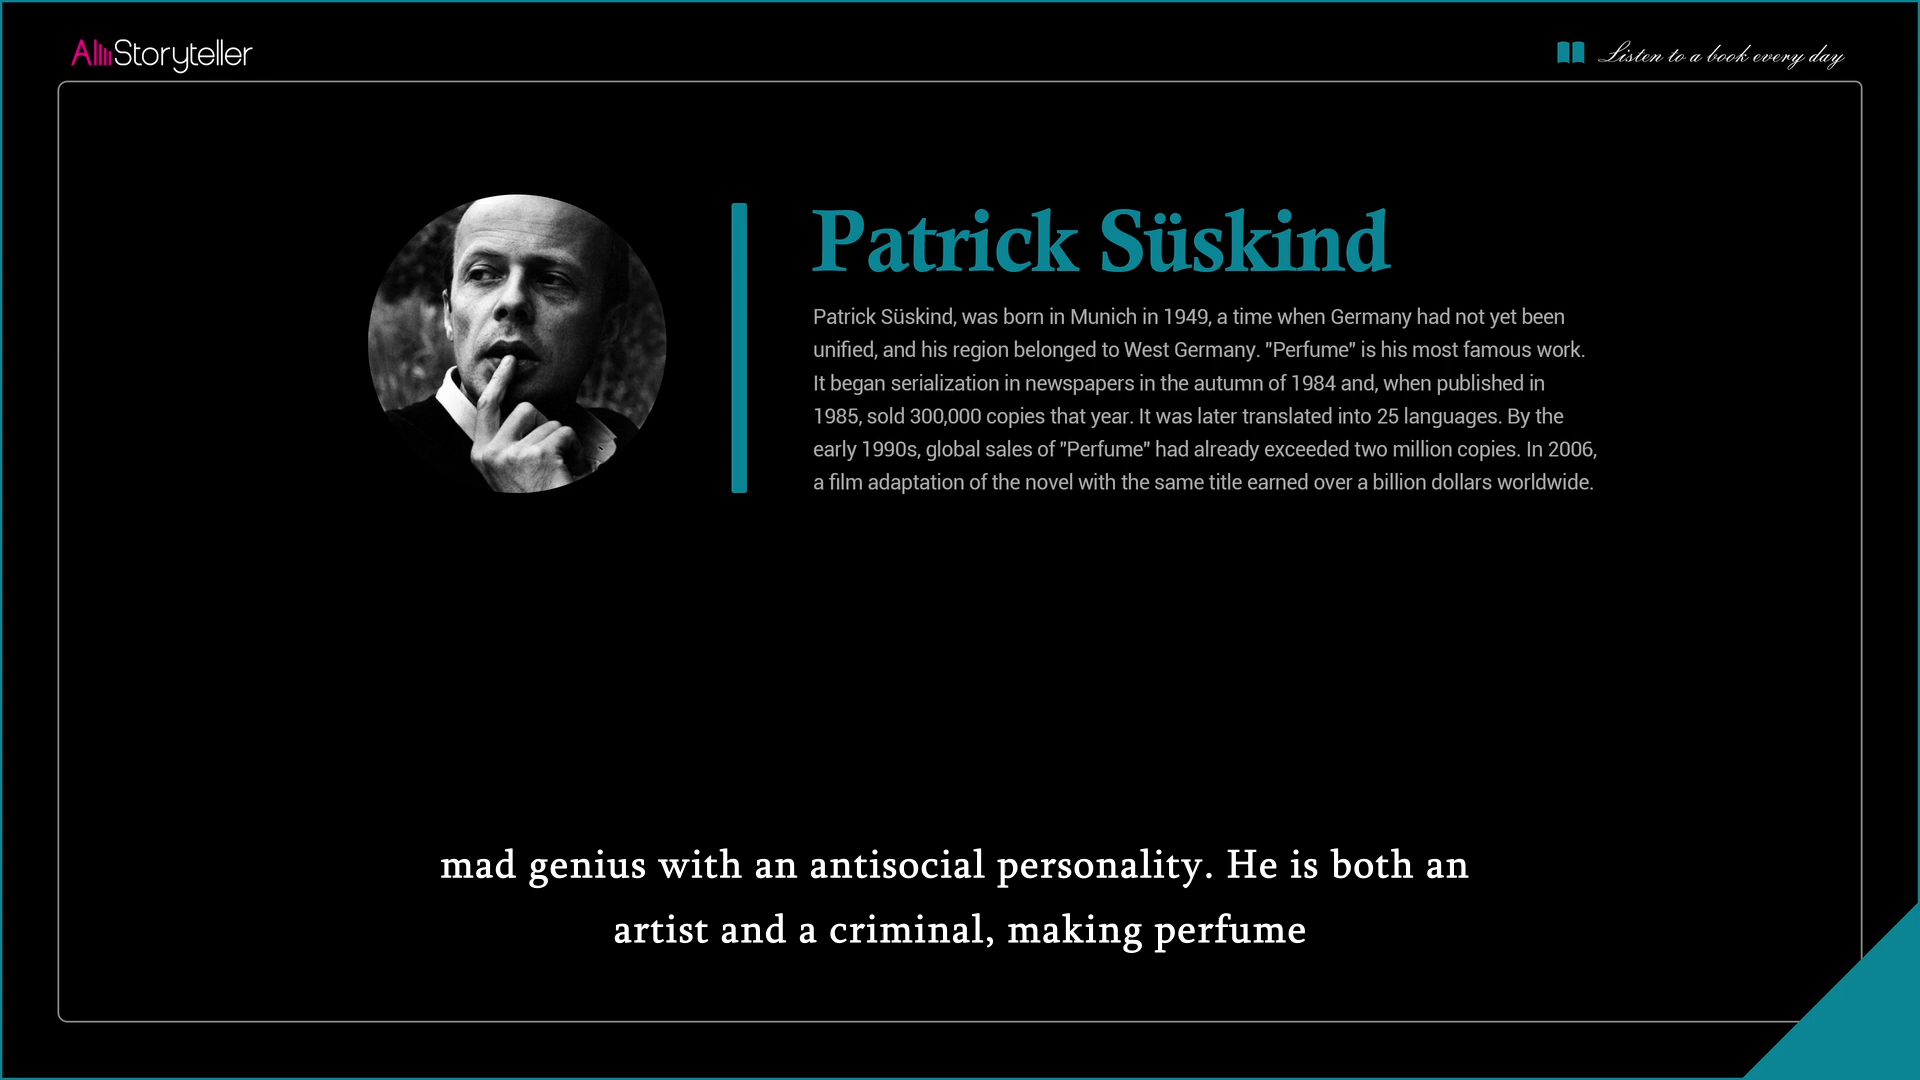 AllStoryteller
Listen to a book every day
Patrick Süskind
Patrick Süskind, was born in Munich in 1949, a time when Germany had not yet been
unified, and his region belonged to West Germany. "Perfume" is his most famous work.
It began serialization in newspapers in the autumn of 1984 and, when published in
1985, sold 300,000 copies that year. It was later translated into 25 languages. By the
early 1990s, global sales of "Perfume" had already exceeded two million copies. In 2006,
a film adaptation of the novel with the same title earned over a billion dollars worldwide.
mad genius with an antisocial personality. He is both an
artist and a criminal, making perfume